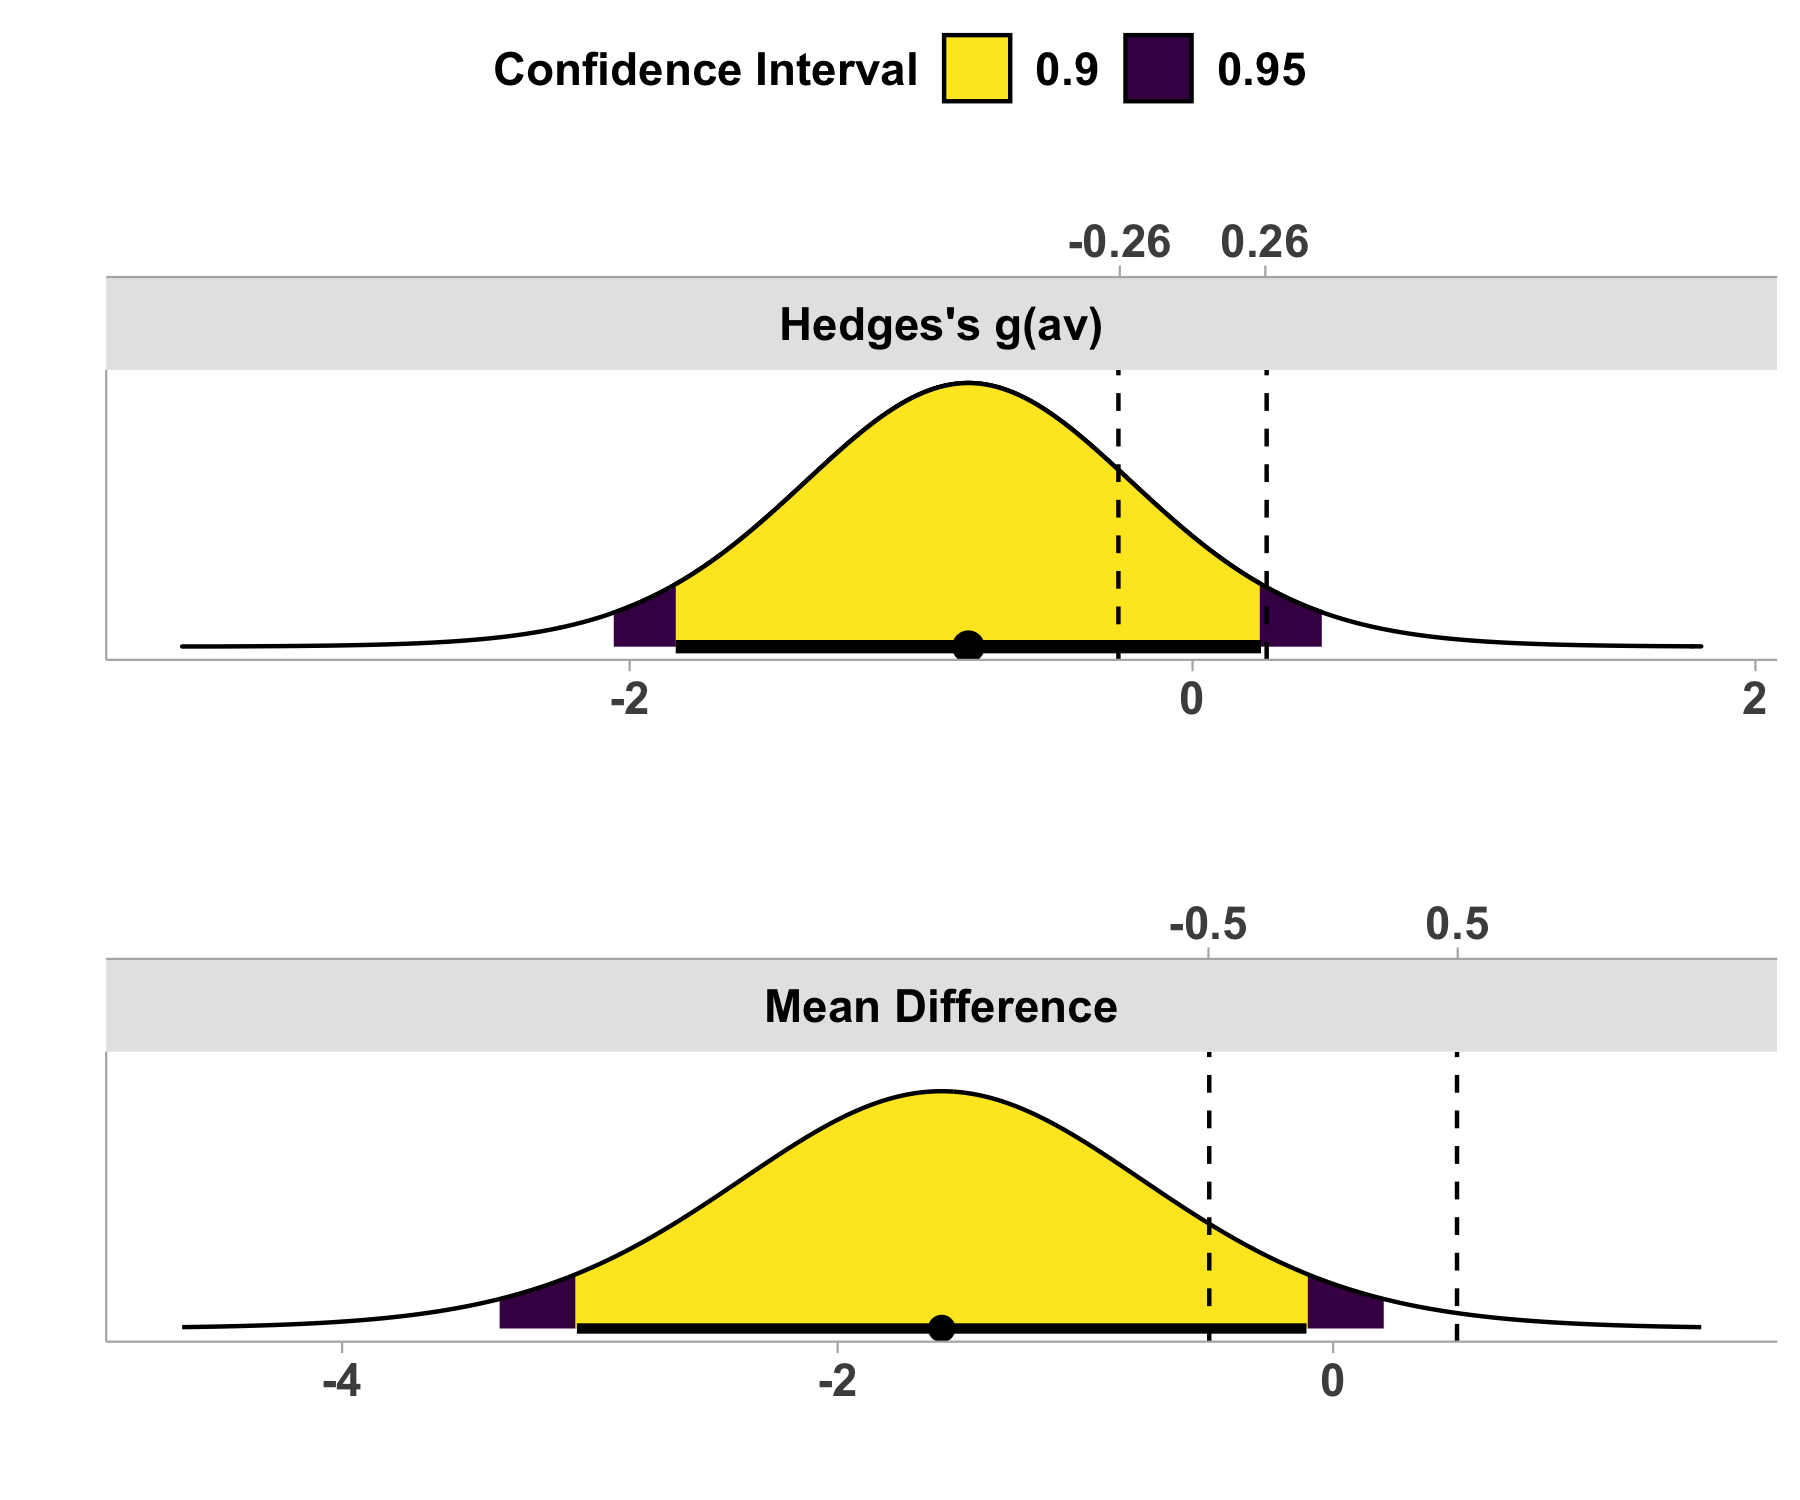 Confidence Interval 0.9 0.95
-0.26 0.26
Hedges's g(av)
-2 0 2
-0.5 0.5
Mean Difference
-4 -2 0